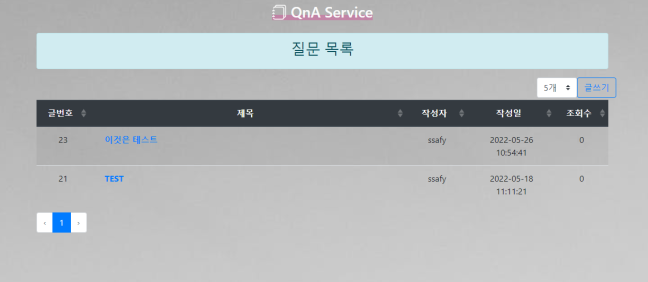 QnA Service
질문 목록
5개 글쓰기
글번호 제목 작성자 작성일 조회수
23 이것은 테스트 ssafy 2022-05-26 0
10:54:41
21 TEST ssafy 2022-05-18 0
11:11:21
‹ 1 ›